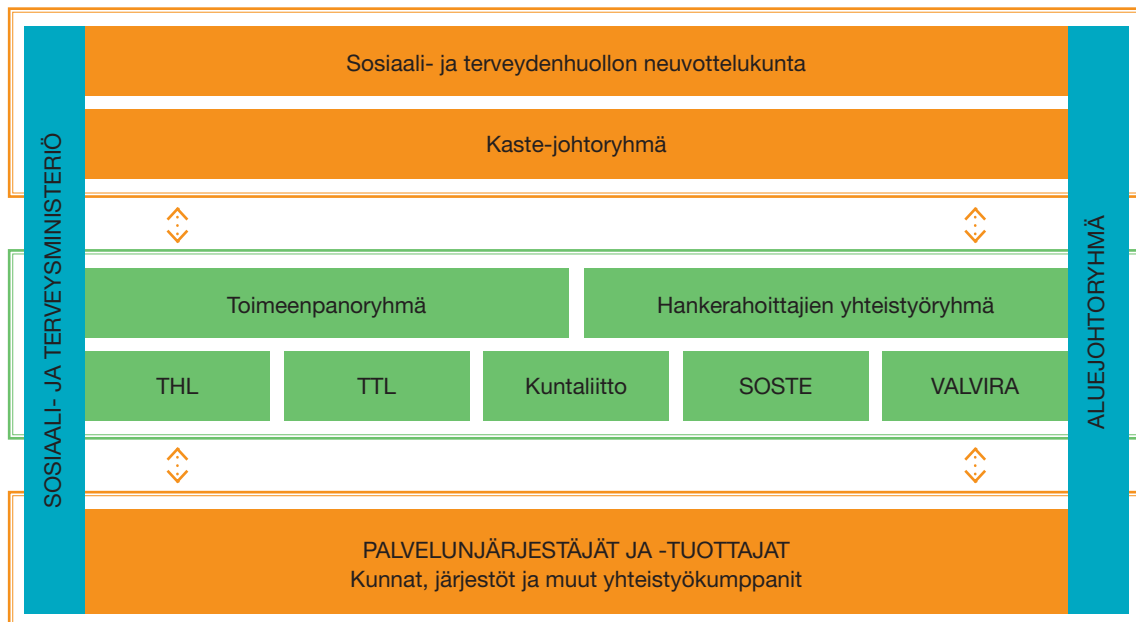 SOSIAALI- JA TERVEYSMINISTERIÖ
Sosiaali- ja terveydenhuollon neuvottelukunta
Kaste-johtoryhmä
Toimeenpanoryhmä
Hankerahoittajien yhteistyöryhmä
THL
TTL
Kuntaliitto
SOSTE
VALVIRA
PALVELUNJÄRJESTÄJÄT JA -TUOTTAJAT
Kunnat, järjestöt ja muut yhteistyökumppanit
ALUEJOHTORYHMÄ